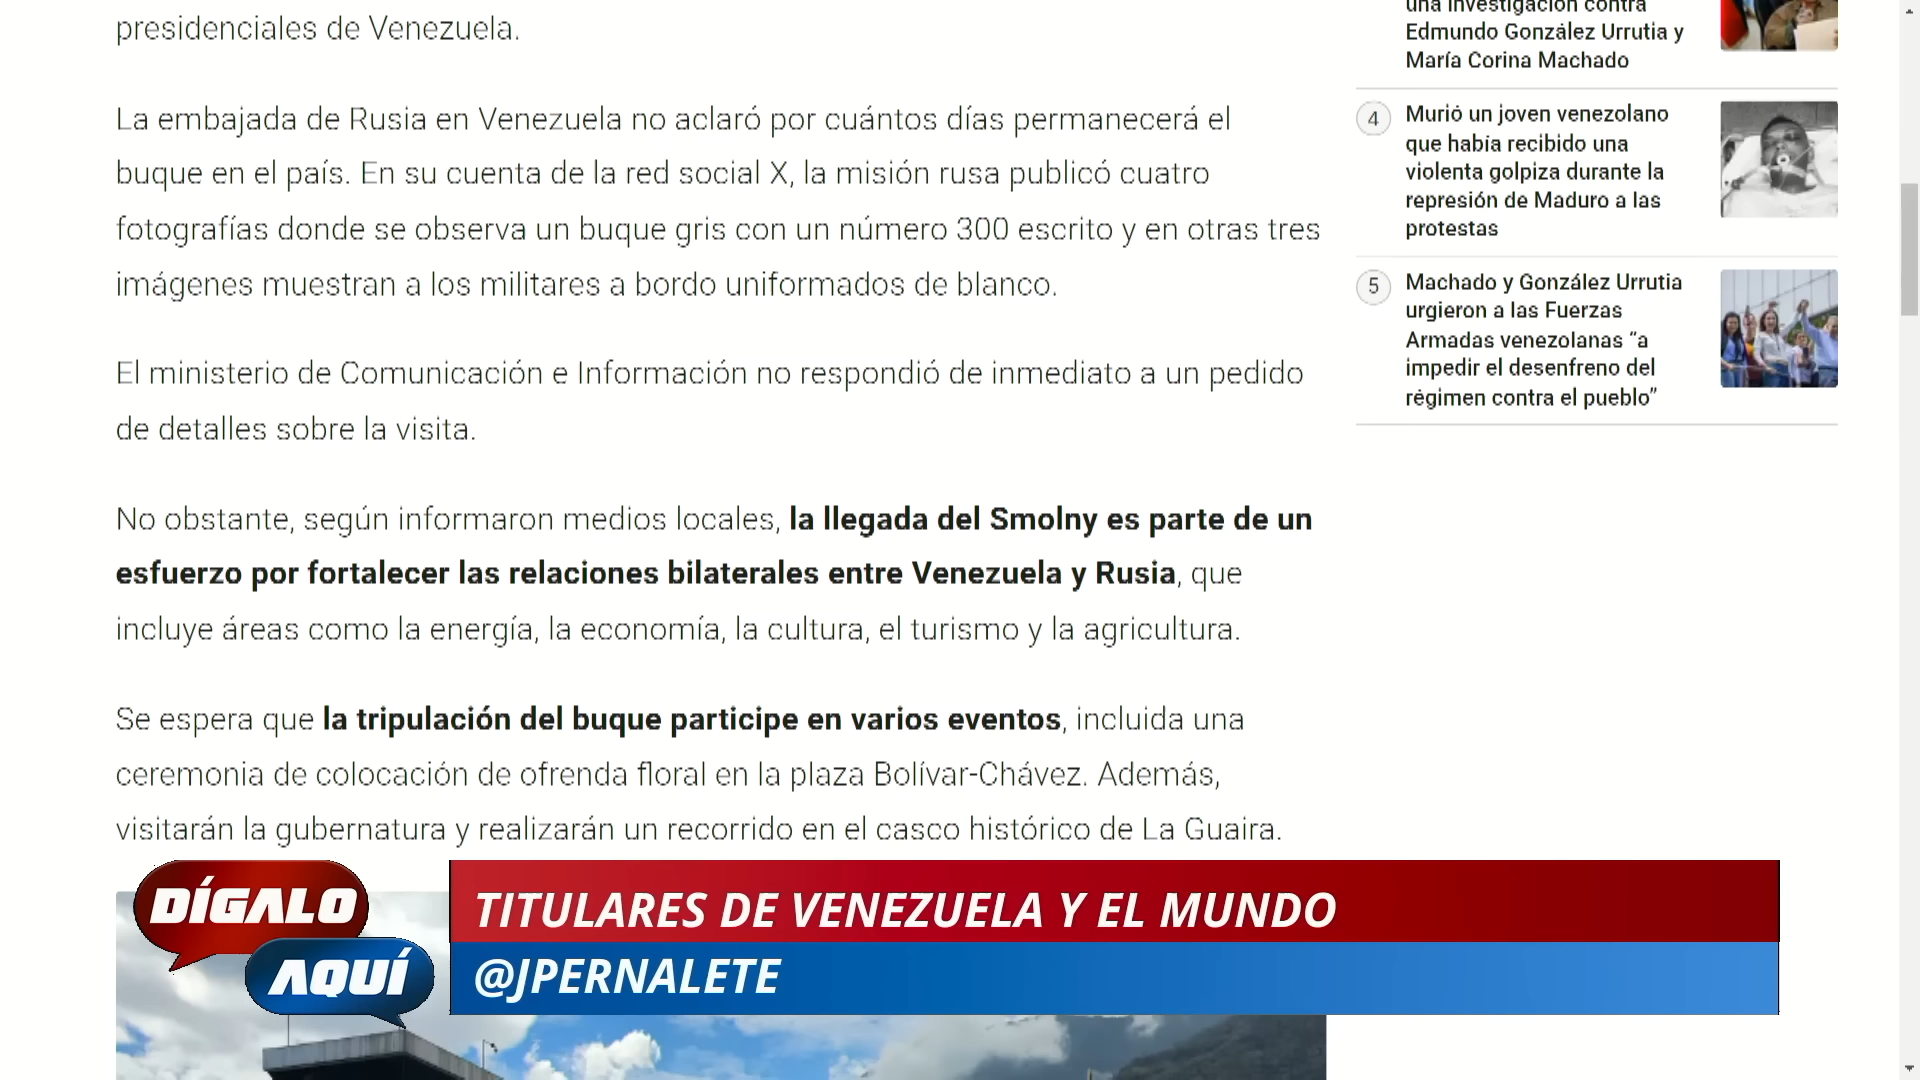 presidenciales de Venezuela.
La embajada de Rusia en Venezuela no aclaró por cuántos días permanecerá el
buque en el país. En su cuenta de la red social X, la misión rusa publicó cuatro
fotografías donde se observa un buque gris con un número 300 escrito y en otras tres
imágenes muestran a los militares a bordo uniformados de blanco.
El ministerio de Comunicación e Información no respondió de inmediato a un pedido
de detalles sobre la visita.
No obstante, según informaron medios locales, la llegada del Smolny es parte de un
esfuerzo por fortalecer las relaciones bilaterales entre Venezuela y Rusia, que
incluye áreas como la energía, la economía, la cultura, el turismo y la agricultura.
Se espera que la tripulación del buque participe en varios eventos, incluida una
ceremonia de colocación de ofrenda floral en la plaza Bolívar-Chávez. Además,
visitarán la gubernatura y realizarán un recorrido en el casco histórico de La Guaira.
una investigación contra
Edmundo González Urrutia y
María Corina Machado
4
Murió un joven venezolano
que había recibido una
violenta golpiza durante la
represión de Maduro a las
protestas
5
Machado y González Urrutia
urgieron a las Fuerzas
Armadas venezolanas “a
impedir el desenfreno del
régimen contra el pueblo”
DÍGALO
AQUÍ
TITULARES DE VENEZUELA Y EL MUNDO
@JPERNALETE